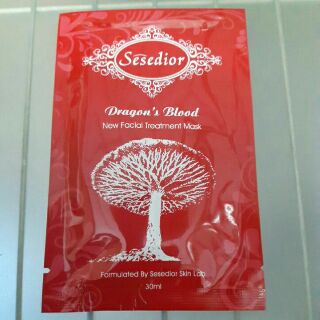 Sesedior
Dragon's Blood
New Facial Treatment Mask
Formulated By Sesedior Skin Lab
30ml